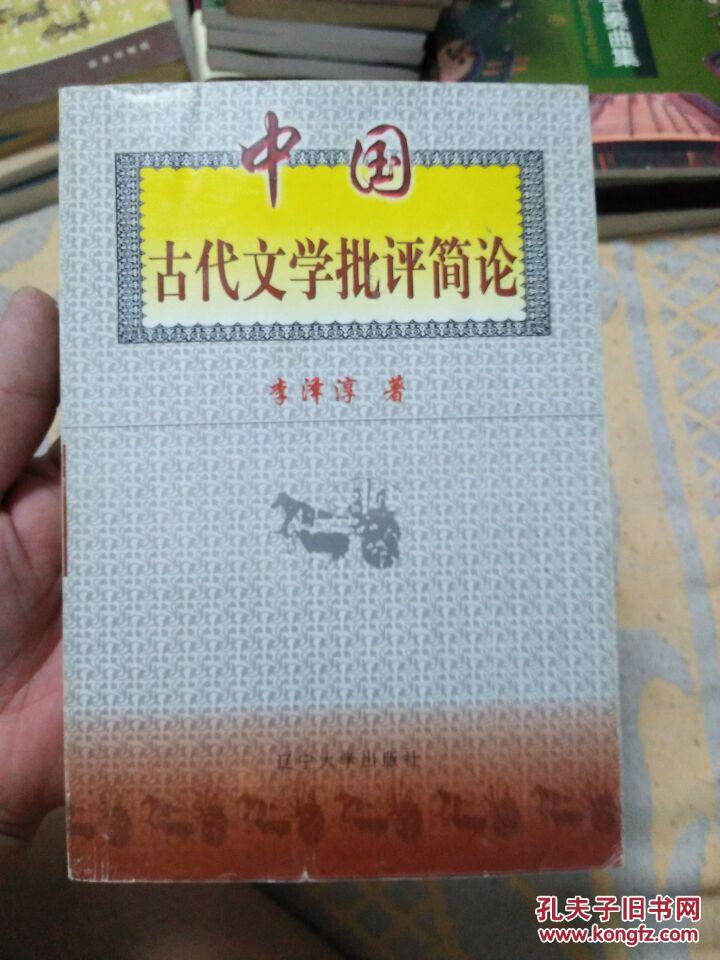 中国
古代文学批评简论
李泽淳 著
辽宁大学出版社
孔夫子旧书网
www.kongfz.com